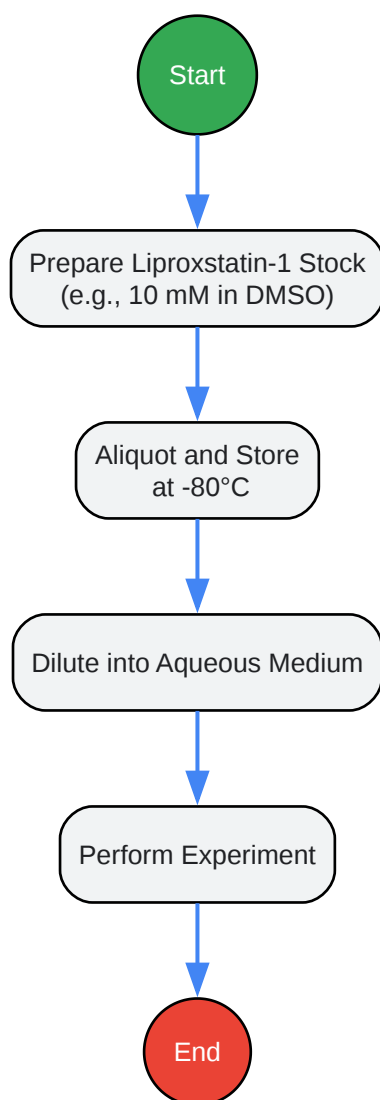 Start
Prepare Liproxstatin-1 Stock
(e.g., 10 mM in DMSO)
Aliquot and Store
at -80°C
Dilute into Aqueous Medium
Perform Experiment
End